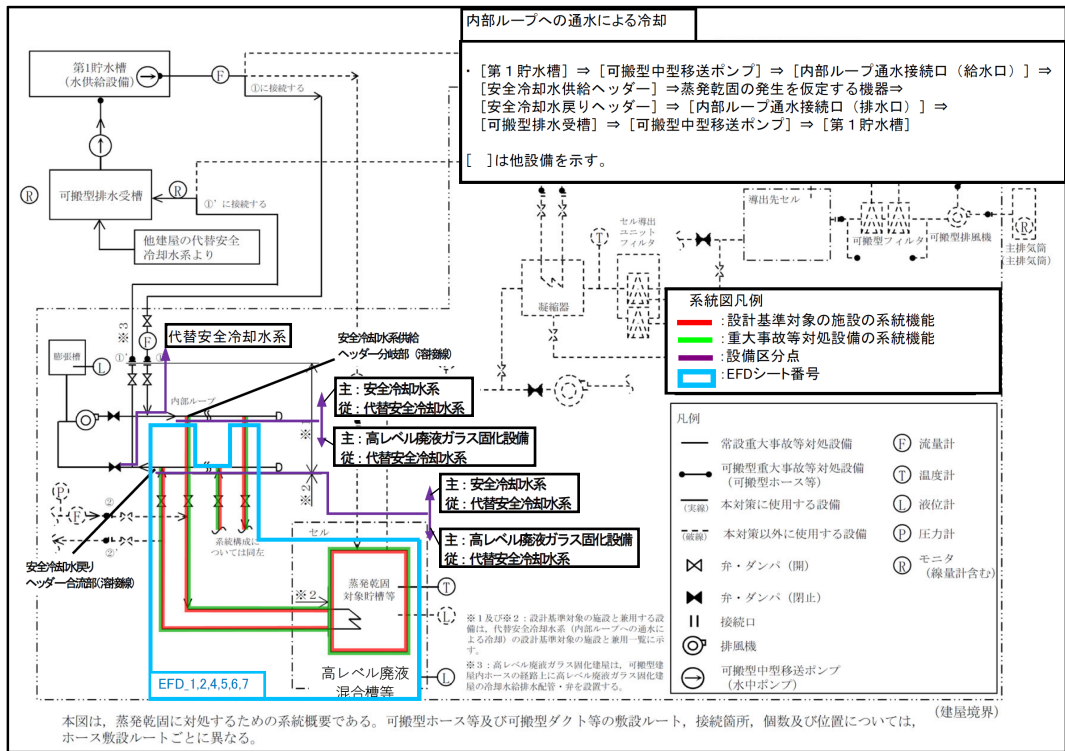 内部ループへの通水による冷却
・［第１貯水槽］⇒［可搬型中型移送ポンプ］⇒［内部ループ通水接続口（給水口）］⇒
［安全冷却水供給ヘッダー］⇒蒸発乾固の発生を仮定する機器⇒
［安全冷却水戻りヘッダー］⇒［内部ループ通水接続口（排水口）］⇒
［可搬型排水受槽］⇒［可搬型中型移送ポンプ］⇒［第１貯水槽］
［　］は他設備を示す。
第1貯水槽
(水供給設備)
F
①に接続する
R
可搬型排水受槽
R
①’に接続する
他建屋の代替安全
冷却水系より
導出先セル
セル導出
ユニット
フィルタ
T
可搬型フィルタ
可搬型排風機
R
主排気筒
(主排気筒)
凝縮器
系統図凡例
:設計基準対象の施設の系統機能
:重大事故等対処設備の系統機能
:設備区分点
:EFDシート番号
※3
代替安全冷却水系
安全冷却水系供給
ヘッダー分岐部（溶接線）
膨張槽
L
F
①’
内部ループ
主：安全冷却水系
従：代替安全冷却水系
主：高レベル廃液ガラス固化設備
従：代替安全冷却水系
※2
主：安全冷却水系
従：代替安全冷却水系
主：高レベル廃液ガラス固化設備
従：代替安全冷却水系
P
F
②
②’
系統構成に
ついては同左
安全冷却水戻り
ヘッダー合流部(溶接線)
セル
蒸発乾固
対象貯槽等
※2
T
L
L
高レベル廃液
混合槽等
EFD_1,2,4,5,6,7
※1及び※2：設計基準対象の施設と兼用する設
備は，代替安全冷却水系（内部ループへの通水に
よる冷却）の設計基準対象の施設と兼用一覧に示
す。
※3：高レベル廃液ガラス固化建屋は，可搬型建
屋内ホースの経路上に高レベル廃液ガラス固化建
屋の冷却水給排水配管・弁を設置する。
凡例
常設重大事故等対処設備
可搬型重大事故等対処設備
(可搬型ホース等)
(実線)
本対策に使用する設備
(破線)
本対策以外に使用する設備
弁・ダンパ（開）
弁・ダンパ（閉止）
接続口
排風機
可搬型中型移送ポンプ
(水中ポンプ)
F 流量計
T 温度計
L 液位計
P 圧力計
R モニタ
(線量計含む)
(建屋境界)
本図は，蒸発乾固に対処するための系統概要である。可搬型ホース等及び可搬型ダクト等の敷設ルート，接続箇所，個数及び位置については，
ホース敷設ルートごとに異なる。